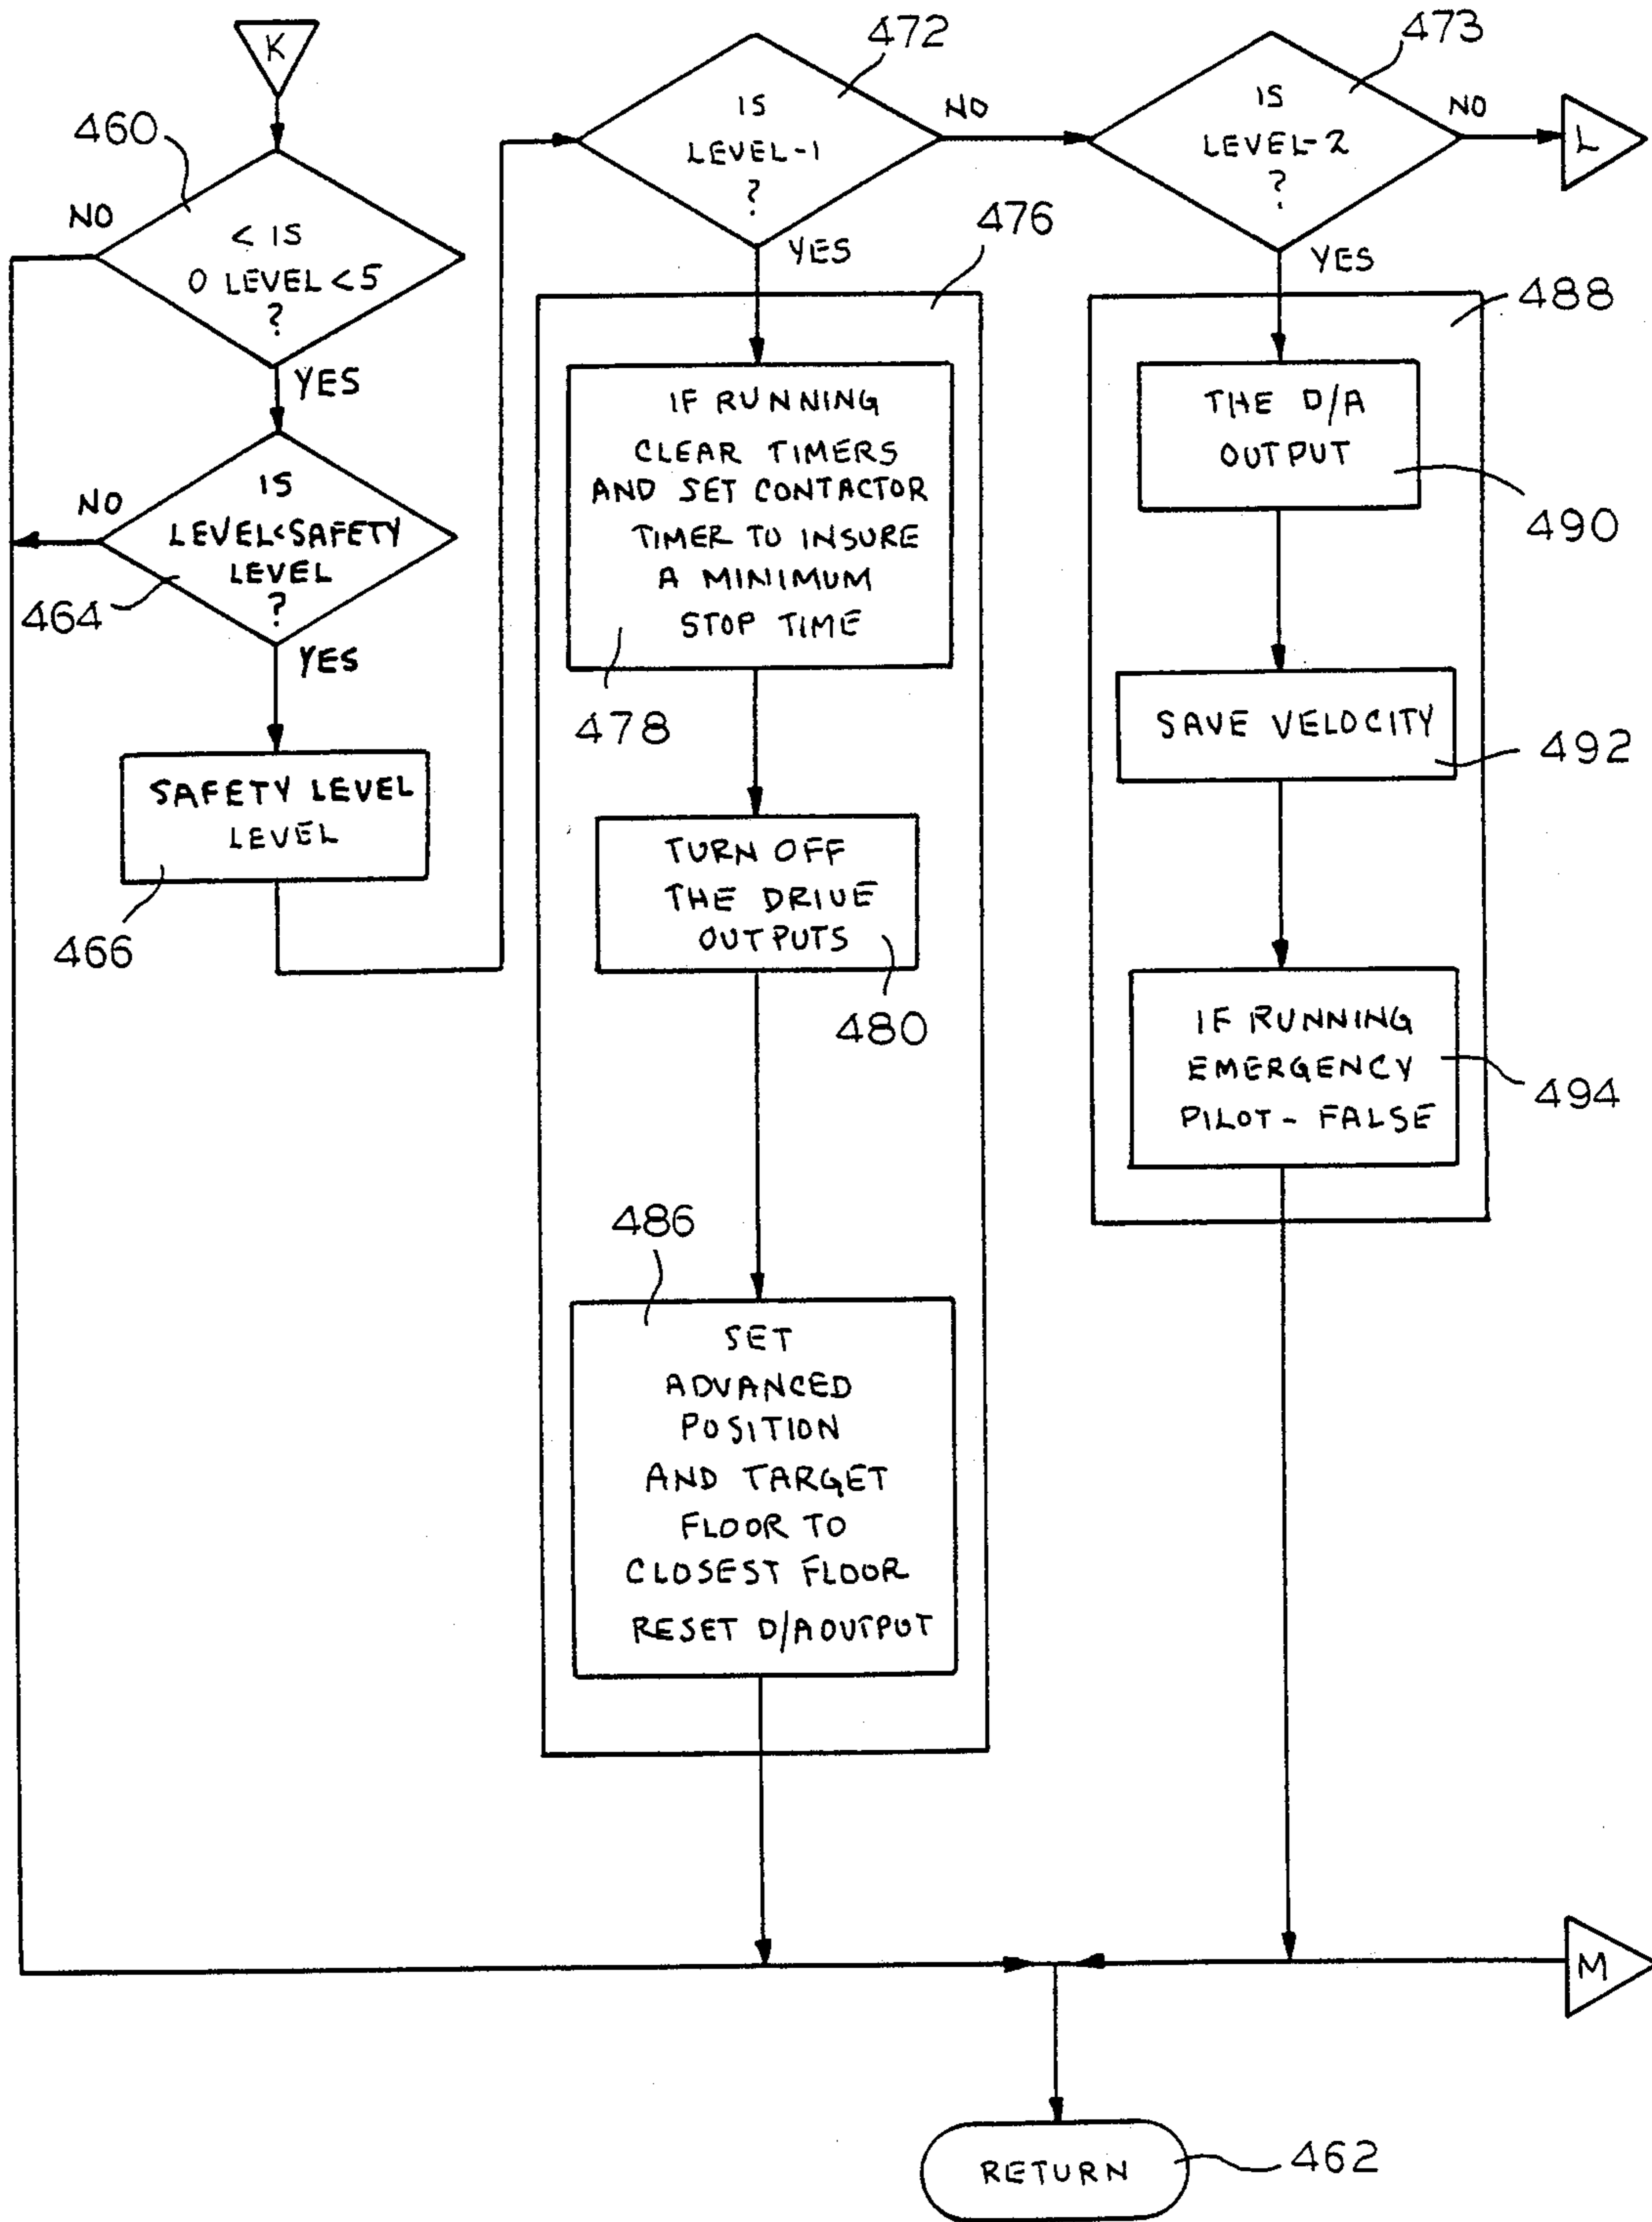 K
460
NO
< IS
0 LEVEL < 5
?
YES
NO
IS
LEVEL<SAFETY
LEVEL
?
464
YES
SAFETY LEVEL
LEVEL
466
472
IS
LEVEL-1
?
NO
YES
476
IF RUNNING
CLEAR TIMERS
AND SET CONTACTOR
TIMER TO INSURE
A MINIMUM
STOP TIME
478
TURN OFF
THE DRIVE
OUTPUTS
480
486
SET
ADVANCED
POSITION
AND TARGET
FLOOR TO
CLOSEST FLOOR
RESET D/A OUTPUT
473
IS
LEVEL-2
?
NO
L
YES
488
THE D/A
OUTPUT
490
SAVE VELOCITY
492
IF RUNNING
EMERGENCY
PILOT- FALSE
494
M
RETURN
462